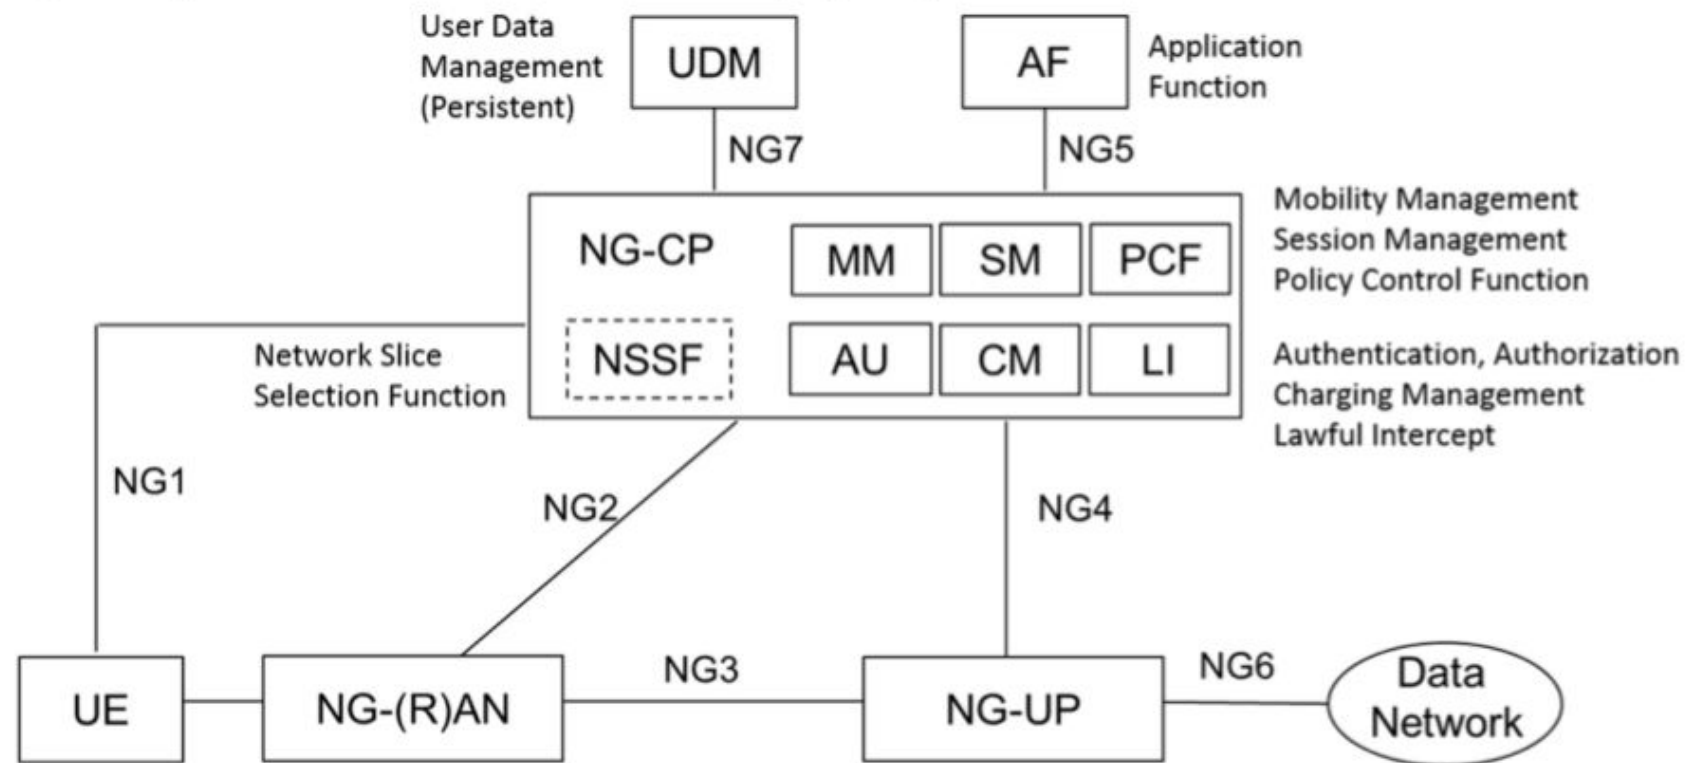 User Data
Management
(Persistent)
UDM
AF
Application
Function
NG7
NG5
NG-CP
MM
SM
PCF
Mobility Management
Session Management
Policy Control Function
Network Slice
Selection Function
NSSF
AU
CM
LI
Authentication, Authorization
Charging Management
Lawful Intercept
NG1
NG2
NG4
UE
NG-(R)AN
NG3
NG-UP
NG6
Data
Network